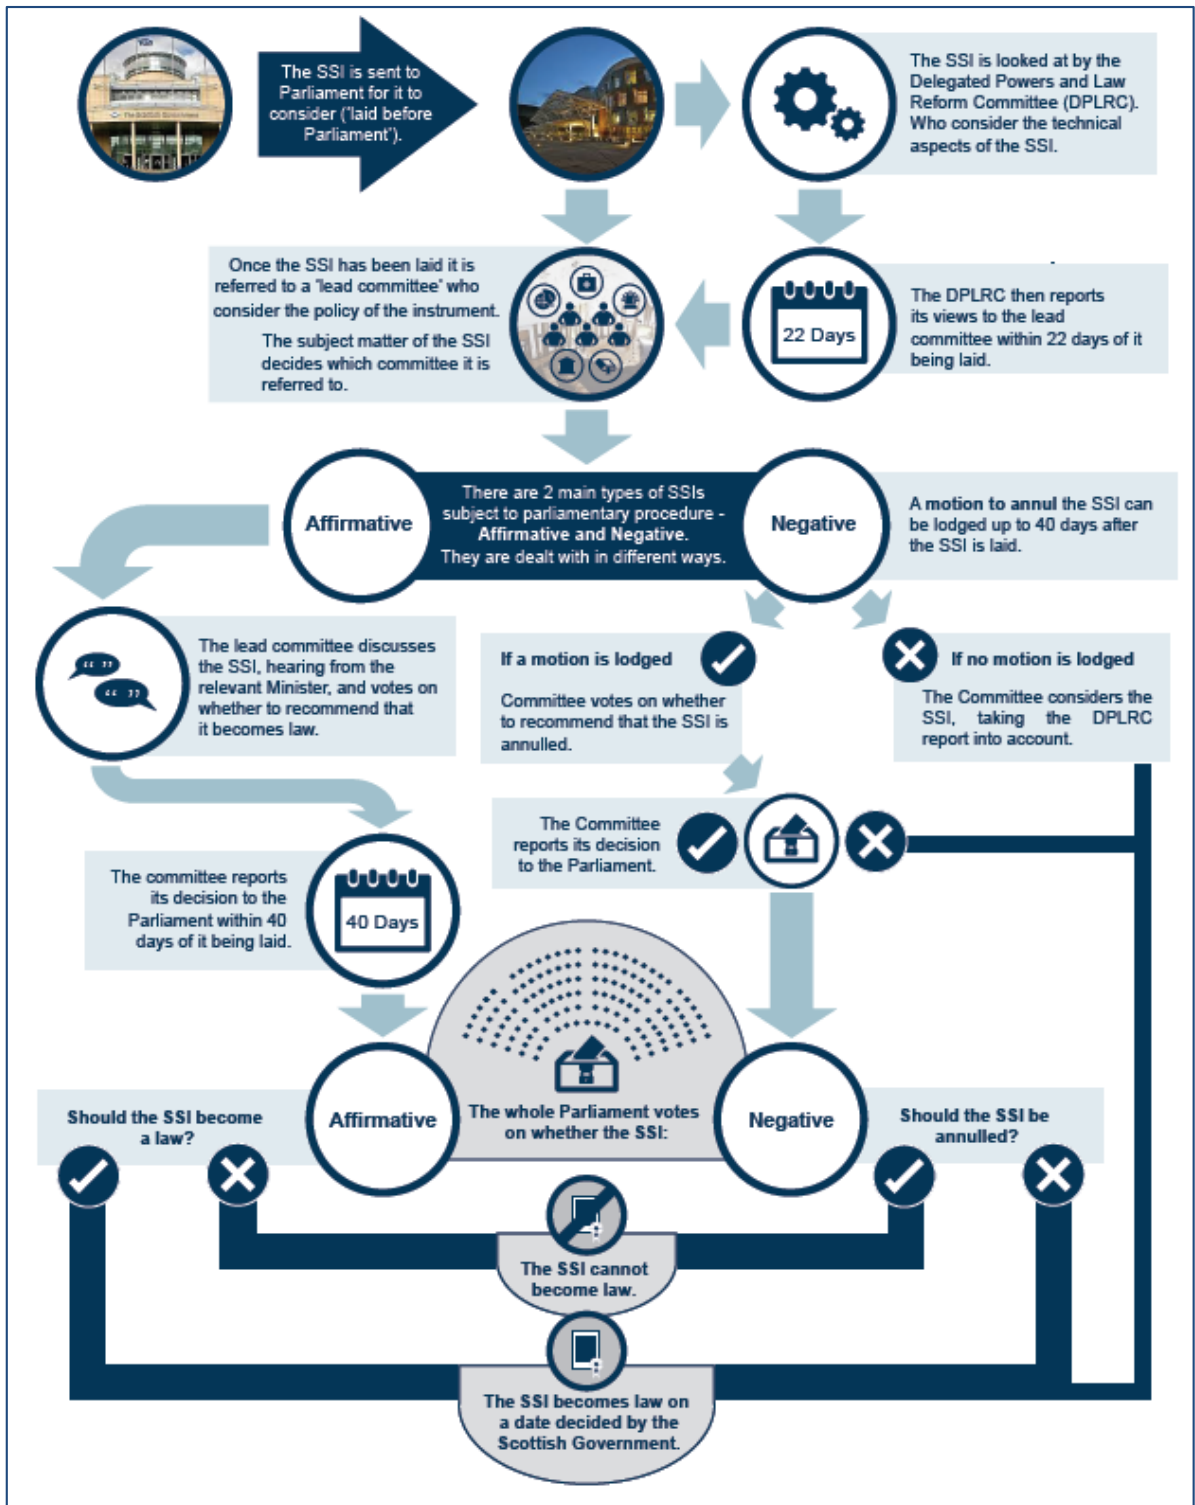 The SSI is sent to
Parliament for it to
consider ('laid before
Parliament').
The SSI is looked at by the
Delegated Powers and Law
Reform Committee (DPLRC).
Who consider the technical
aspects of the SSI.
Once the SSI has been laid it is
referred to a 'lead committee' who
consider the policy of the instrument.
The subject matter of the SSI
decides which committee it is
referred to.
22 Days
The DPLRC then reports
its views to the lead
committee within 22 days of it
being laid.
Affirmative
There are 2 main types of SSIs
subject to parliamentary procedure -
Affirmative and Negative.
They are dealt with in different ways.
Negative
A motion to annul the SSI can
be lodged up to 40 days after
the SSI is laid.
The lead committee discusses
the SSI, hearing from the
relevant Minister, and votes on
whether to recommend that
it becomes law.
If a motion is lodged
Committee votes on whether
to recommend that the SSI is
annulled.
If no motion is lodged
The Committee considers the
SSI, taking the DPLRC
report into account.
The Committee
reports its decision
to the Parliament.
The committee reports
its decision to the
Parliament within 40
days of it being laid.
40 Days
Affirmative
The whole Parliament votes
on whether the SSI:
Negative
Should the SSI become
a law?
Should the SSI be
annulled?
The SSI cannot
become law.
The SSI becomes law on
a date decided by the
Scottish Government.